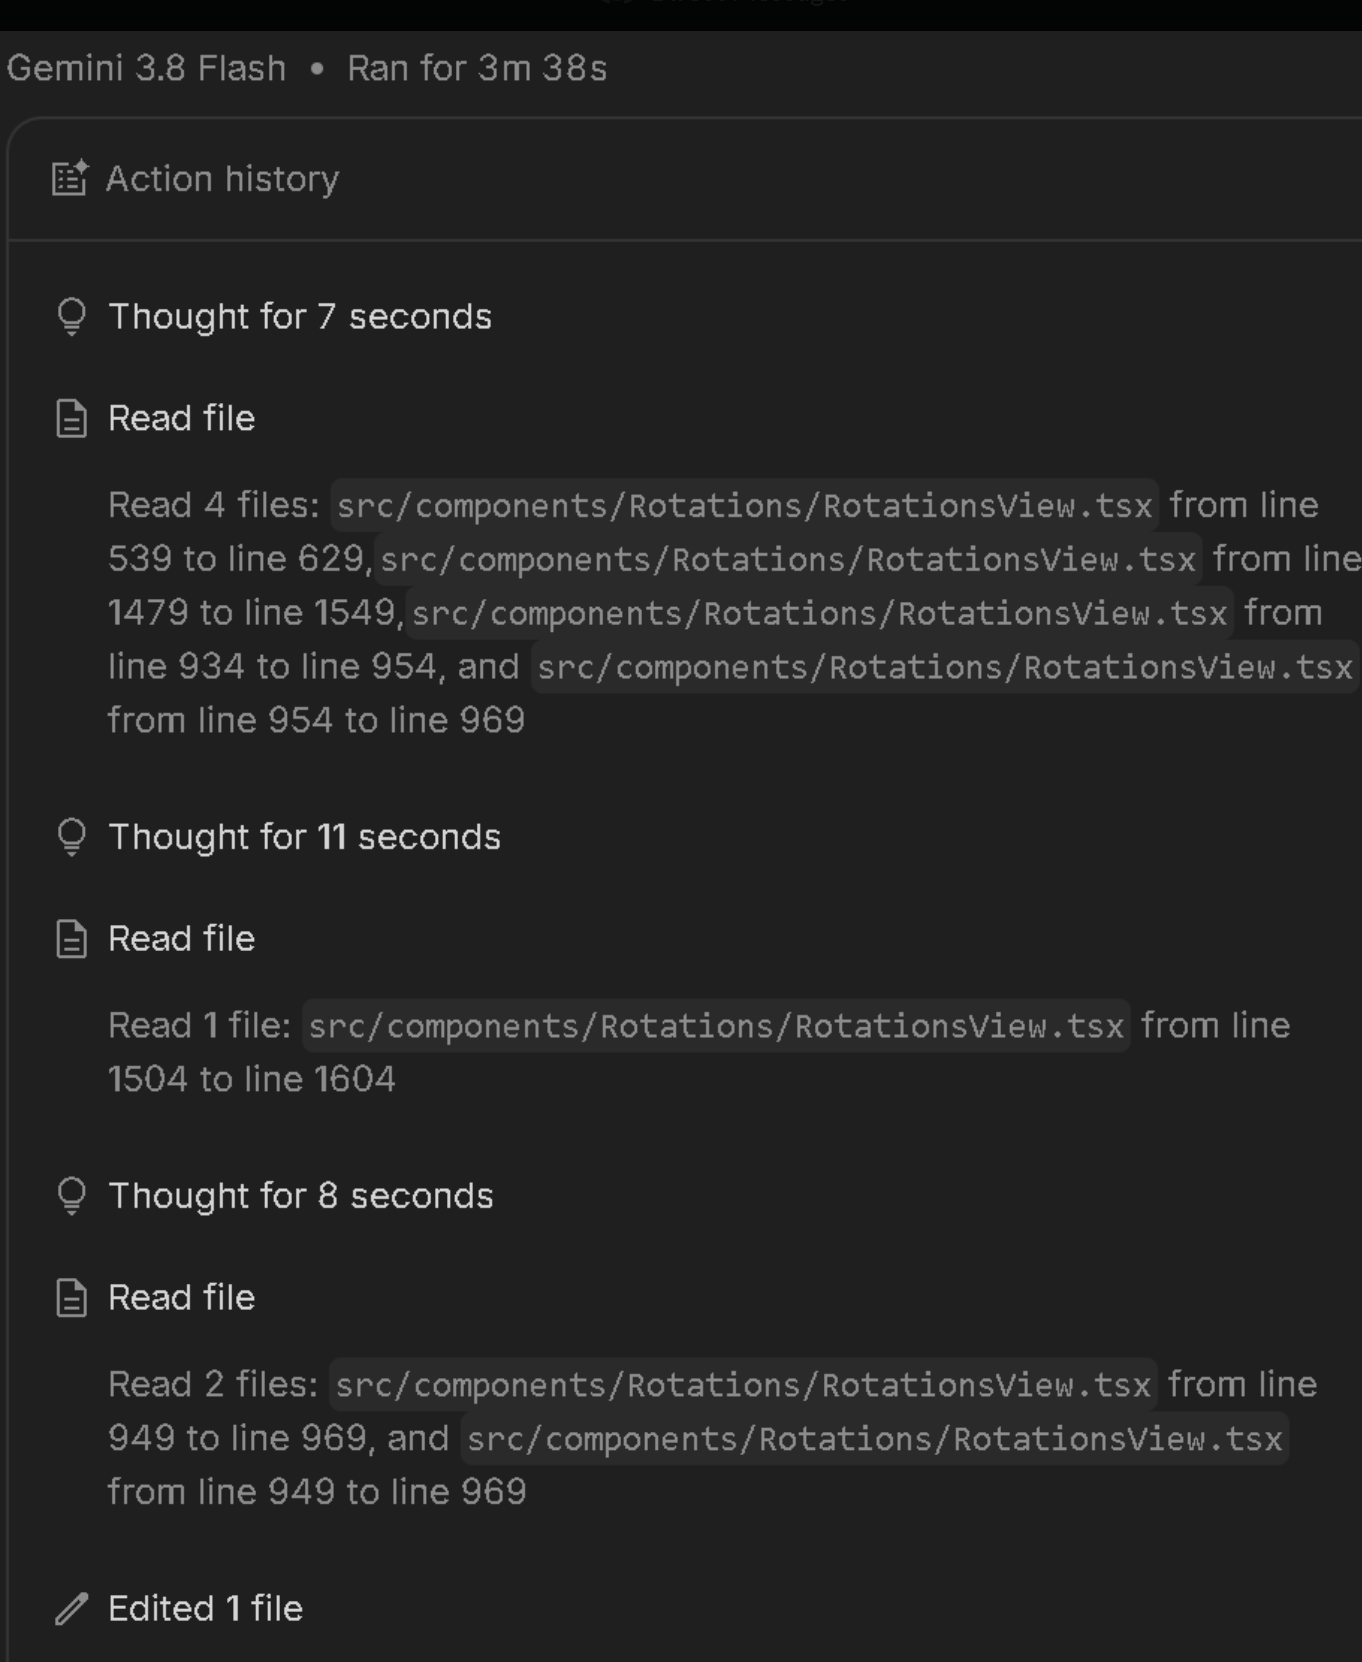 Gemini 3.8 Flash • Ran for 3m 38s
Action history
Thought for 7 seconds
Read file
Read 4 files: src/components/Rotations/RotationsView.tsx from line
539 to line 629, src/components/Rotations/RotationsView.tsx from line
1479 to line 1549, src/components/Rotations/RotationsView.tsx from
line 934 to line 954, and src/components/Rotations/RotationsView.tsx
from line 954 to line 969
Thought for 11 seconds
Read file
Read 1 file: src/components/Rotations/RotationsView.tsx from line
1504 to line 1604
Thought for 8 seconds
Read file
Read 2 files: src/components/Rotations/RotationsView.tsx from line
949 to line 969, and src/components/Rotations/RotationsView.tsx
from line 949 to line 969
Edited 1 file